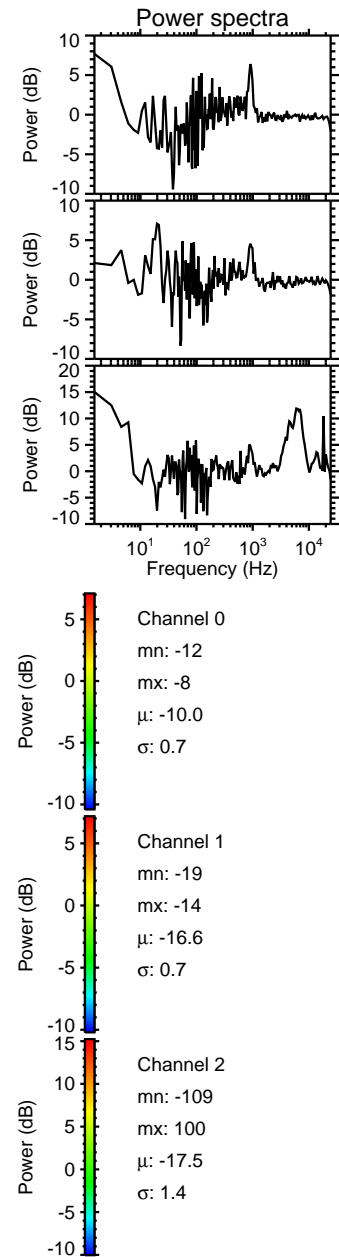 Power spectra
10
5
0
-5
-10
Power (dB)
10
5
0
-5
-10
Power (dB)
20
15
10
5
0
-5
-10
Power (dB)
10¹ 10² 10³ 10⁴
Frequency (Hz)
5
0
-5
-10
Power (dB)
Channel 0
mn: -12
mx: -8
μ: -10.0
σ: 0.7
5
0
-5
-10
Power (dB)
Channel 1
mn: -19
mx: -14
μ: -16.6
σ: 0.7
15
10
5
0
-5
-10
Power (dB)
Channel 2
mn: -109
mx: 100
μ: -17.5
σ: 1.4